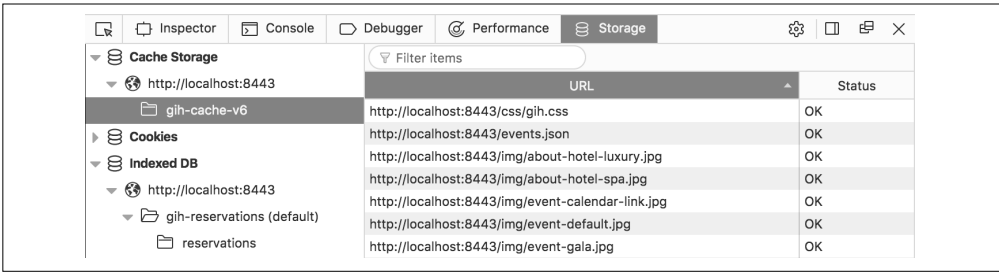 Inspector Console Debugger Performance Storage
Cache Storage
http://localhost:8443
gih-cache-v6
Cookies
Indexed DB
http://localhost:8443
gih-reservations (default)
reservations
Filter items
URL Status
http://localhost:8443/css/gih.css OK
http://localhost:8443/events.json OK
http://localhost:8443/img/about-hotel-luxury.jpg OK
http://localhost:8443/img/about-hotel-spa.jpg OK
http://localhost:8443/img/event-calendar-link.jpg OK
http://localhost:8443/img/event-default.jpg OK
http://localhost:8443/img/event-gala.jpg OK